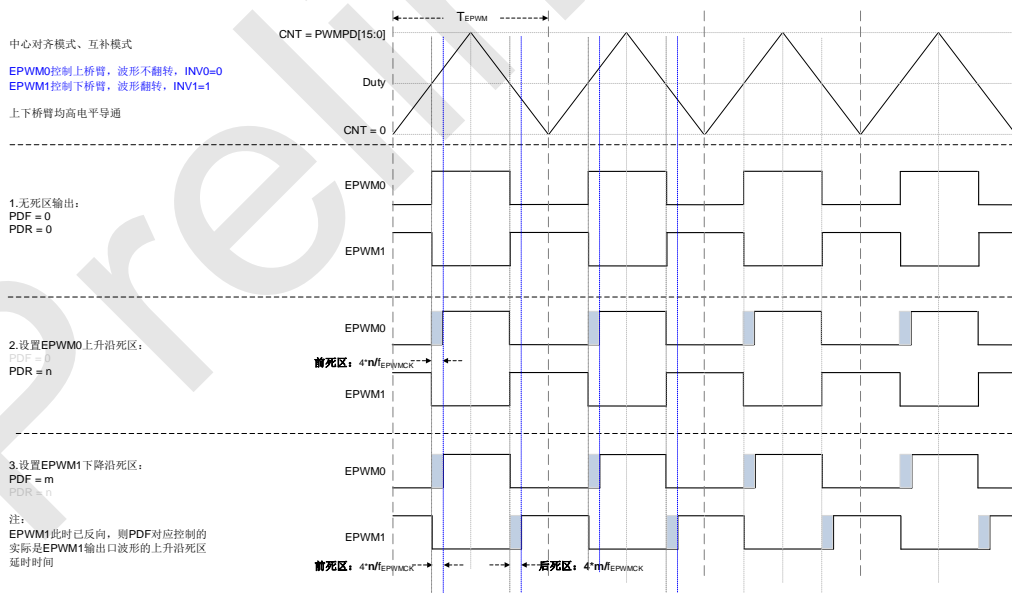 T_EPWM
中心对齐模式、互补模式
CNT = PWMPD[15:0]
EPWM0控制上桥臂，波形不翻转，INV0=0
EPWM1控制下桥臂，波形翻转，INV1=1
Duty
上下桥臂均高电平导通
CNT = 0
EPWM0
1.无死区输出：
PDF = 0
PDR = 0
EPWM1
EPWM0
2.设置EPWM0上升沿死区：
PDF = 0
PDR = n
前死区：4*n/f_EPWMCK
EPWM1
3.设置EPWM1下降沿死区：
PDF = m
PDR = n
EPWM0
注：
EPWM1此时已反向，则PDF对应控制的
实际是EPWM1输出口波形的上升沿死区
延时时间
EPWM1
前死区：4*n/f_EPWMCK
后死区：4*m/f_EPWMCK